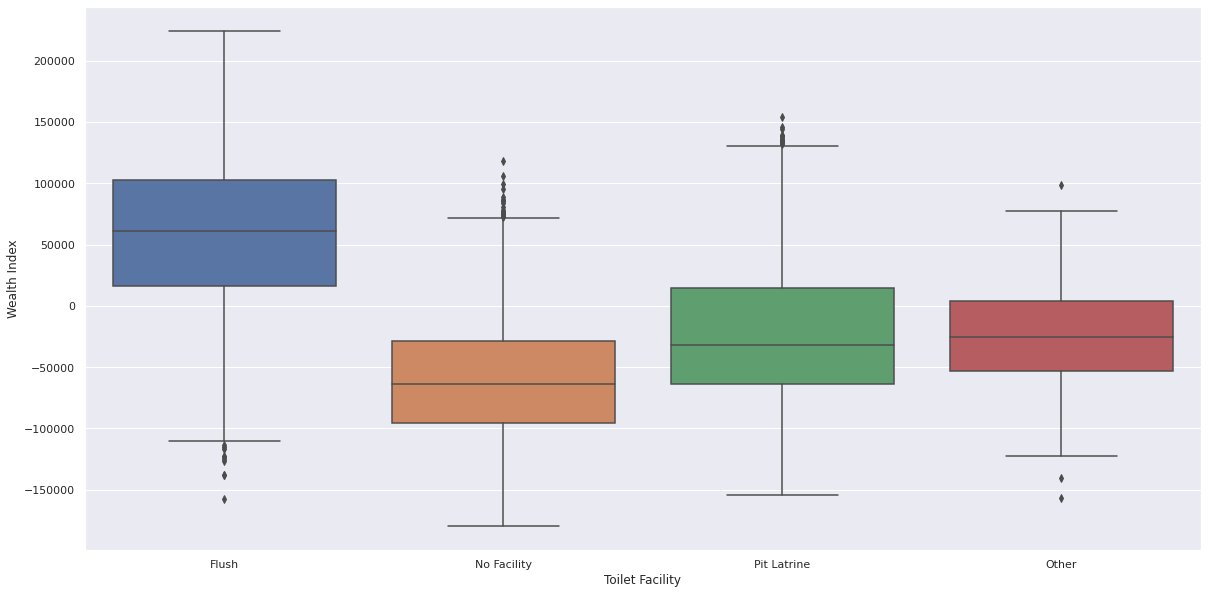 200000
150000
100000
50000
0
−50000
−100000
−150000
Wealth Index
Flush
No Facility
Pit Latrine
Other
Toilet Facility